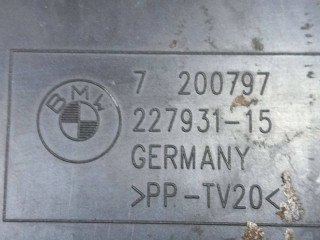 BMW
7 200797
227931-15
GERMANY
>PP-TV20<